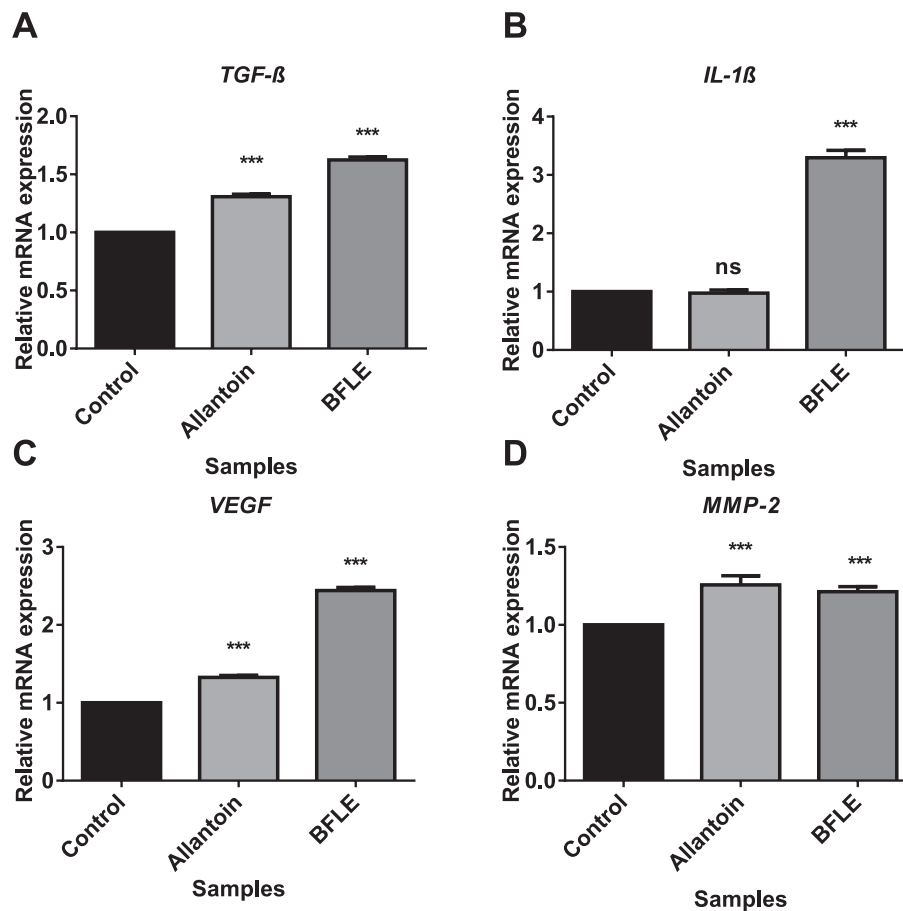 A
TGF-ß
Relative mRNA expression
2.0
1.5
1.0
0.5
0.0
***
***
Control
Allantoin
BFLE
Samples
B
IL-1ß
Relative mRNA expression
4
3
2
1
0
ns
***
Control
Allantoin
BFLE
Samples
C
VEGF
Relative mRNA expression
3
2
1
0
***
***
Control
Allantoin
BFLE
Samples
D
MMP-2
Relative mRNA expression
1.5
1.0
0.5
0.0
***
***
Control
Allantoin
BFLE
Samples